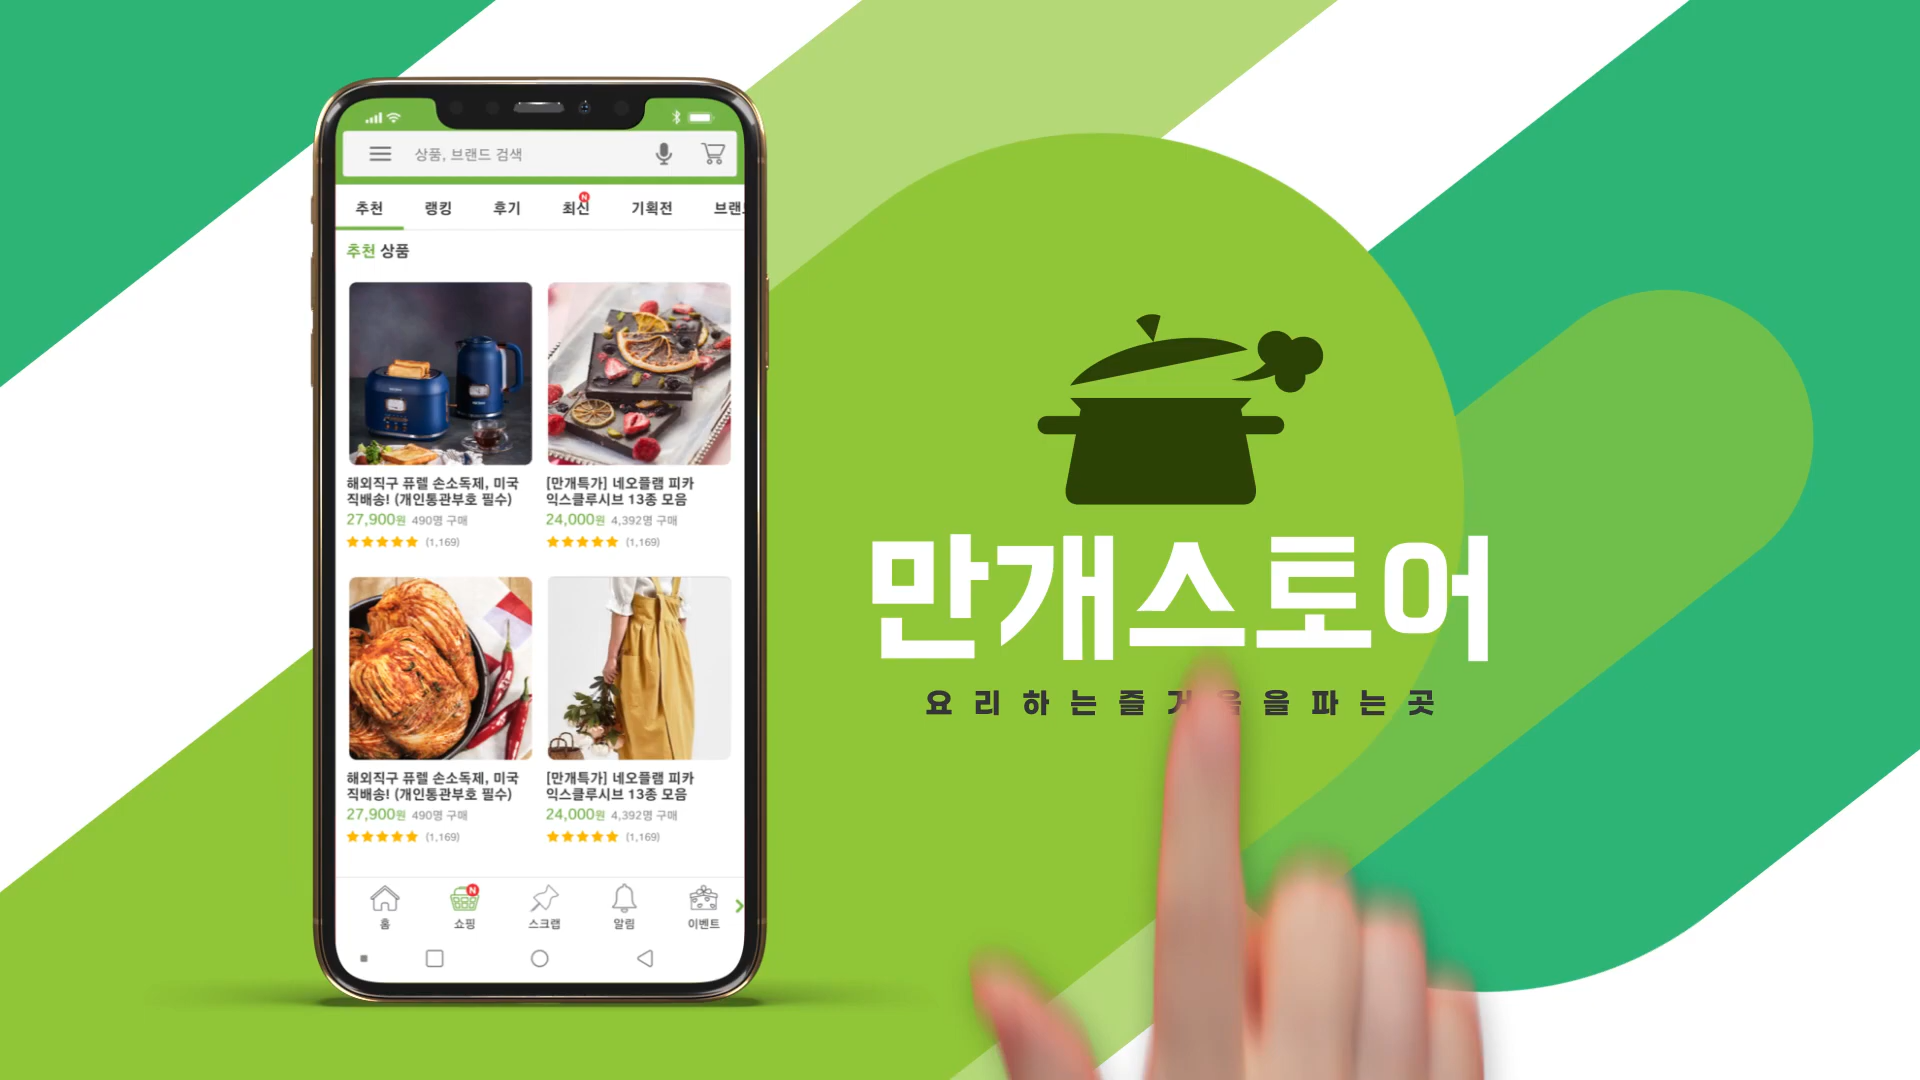 상품, 브랜드 검색
추천 랭킹 후기 최신 기획전
N
추천 상품
해외직구 퓨렐 손소독제, 미국
직배송! (개인통관부호 필수)
27,900원 490명 구매
(1,169)
[만개특가] 네오플램 피카
익스클루시브 13종 모음
24,000원 4,392명 구매
(1,169)
해외직구 퓨렐 손소독제, 미국
직배송! (개인통관부호 필수)
27,900원 490명 구매
(1,169)
[만개특가] 네오플램 피카
익스클루시브 13종 모음
24,000원 4,392명 구매
(1,169)
N
홈 쇼핑 스크랩 알림 이벤트
만개스토어
요리하는즐거움을파는곳